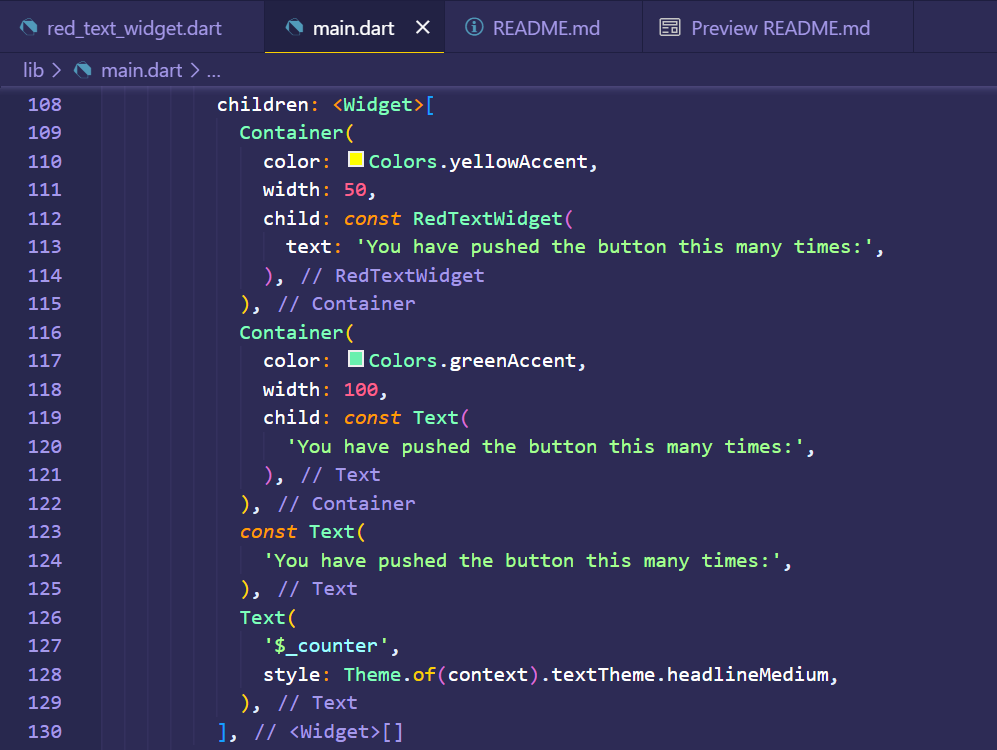 red_text_widget.dart main.dart README.md Preview README.md
lib > main.dart > ...
108 children: <Widget>[
109 Container(
110 color: Colors.yellowAccent,
111 width: 50,
112 child: const RedTextWidget(
113 text: 'You have pushed the button this many times:',
114 ), // RedTextWidget
115 ), // Container
116 Container(
117 color: Colors.greenAccent,
118 width: 100,
119 child: const Text(
120 'You have pushed the button this many times:',
121 ), // Text
122 ), // Container
123 const Text(
124 'You have pushed the button this many times:',
125 ), // Text
126 Text(
127 '$_counter',
128 style: Theme.of(context).textTheme.headlineMedium,
129 ), // Text
130 ], // <Widget>[]